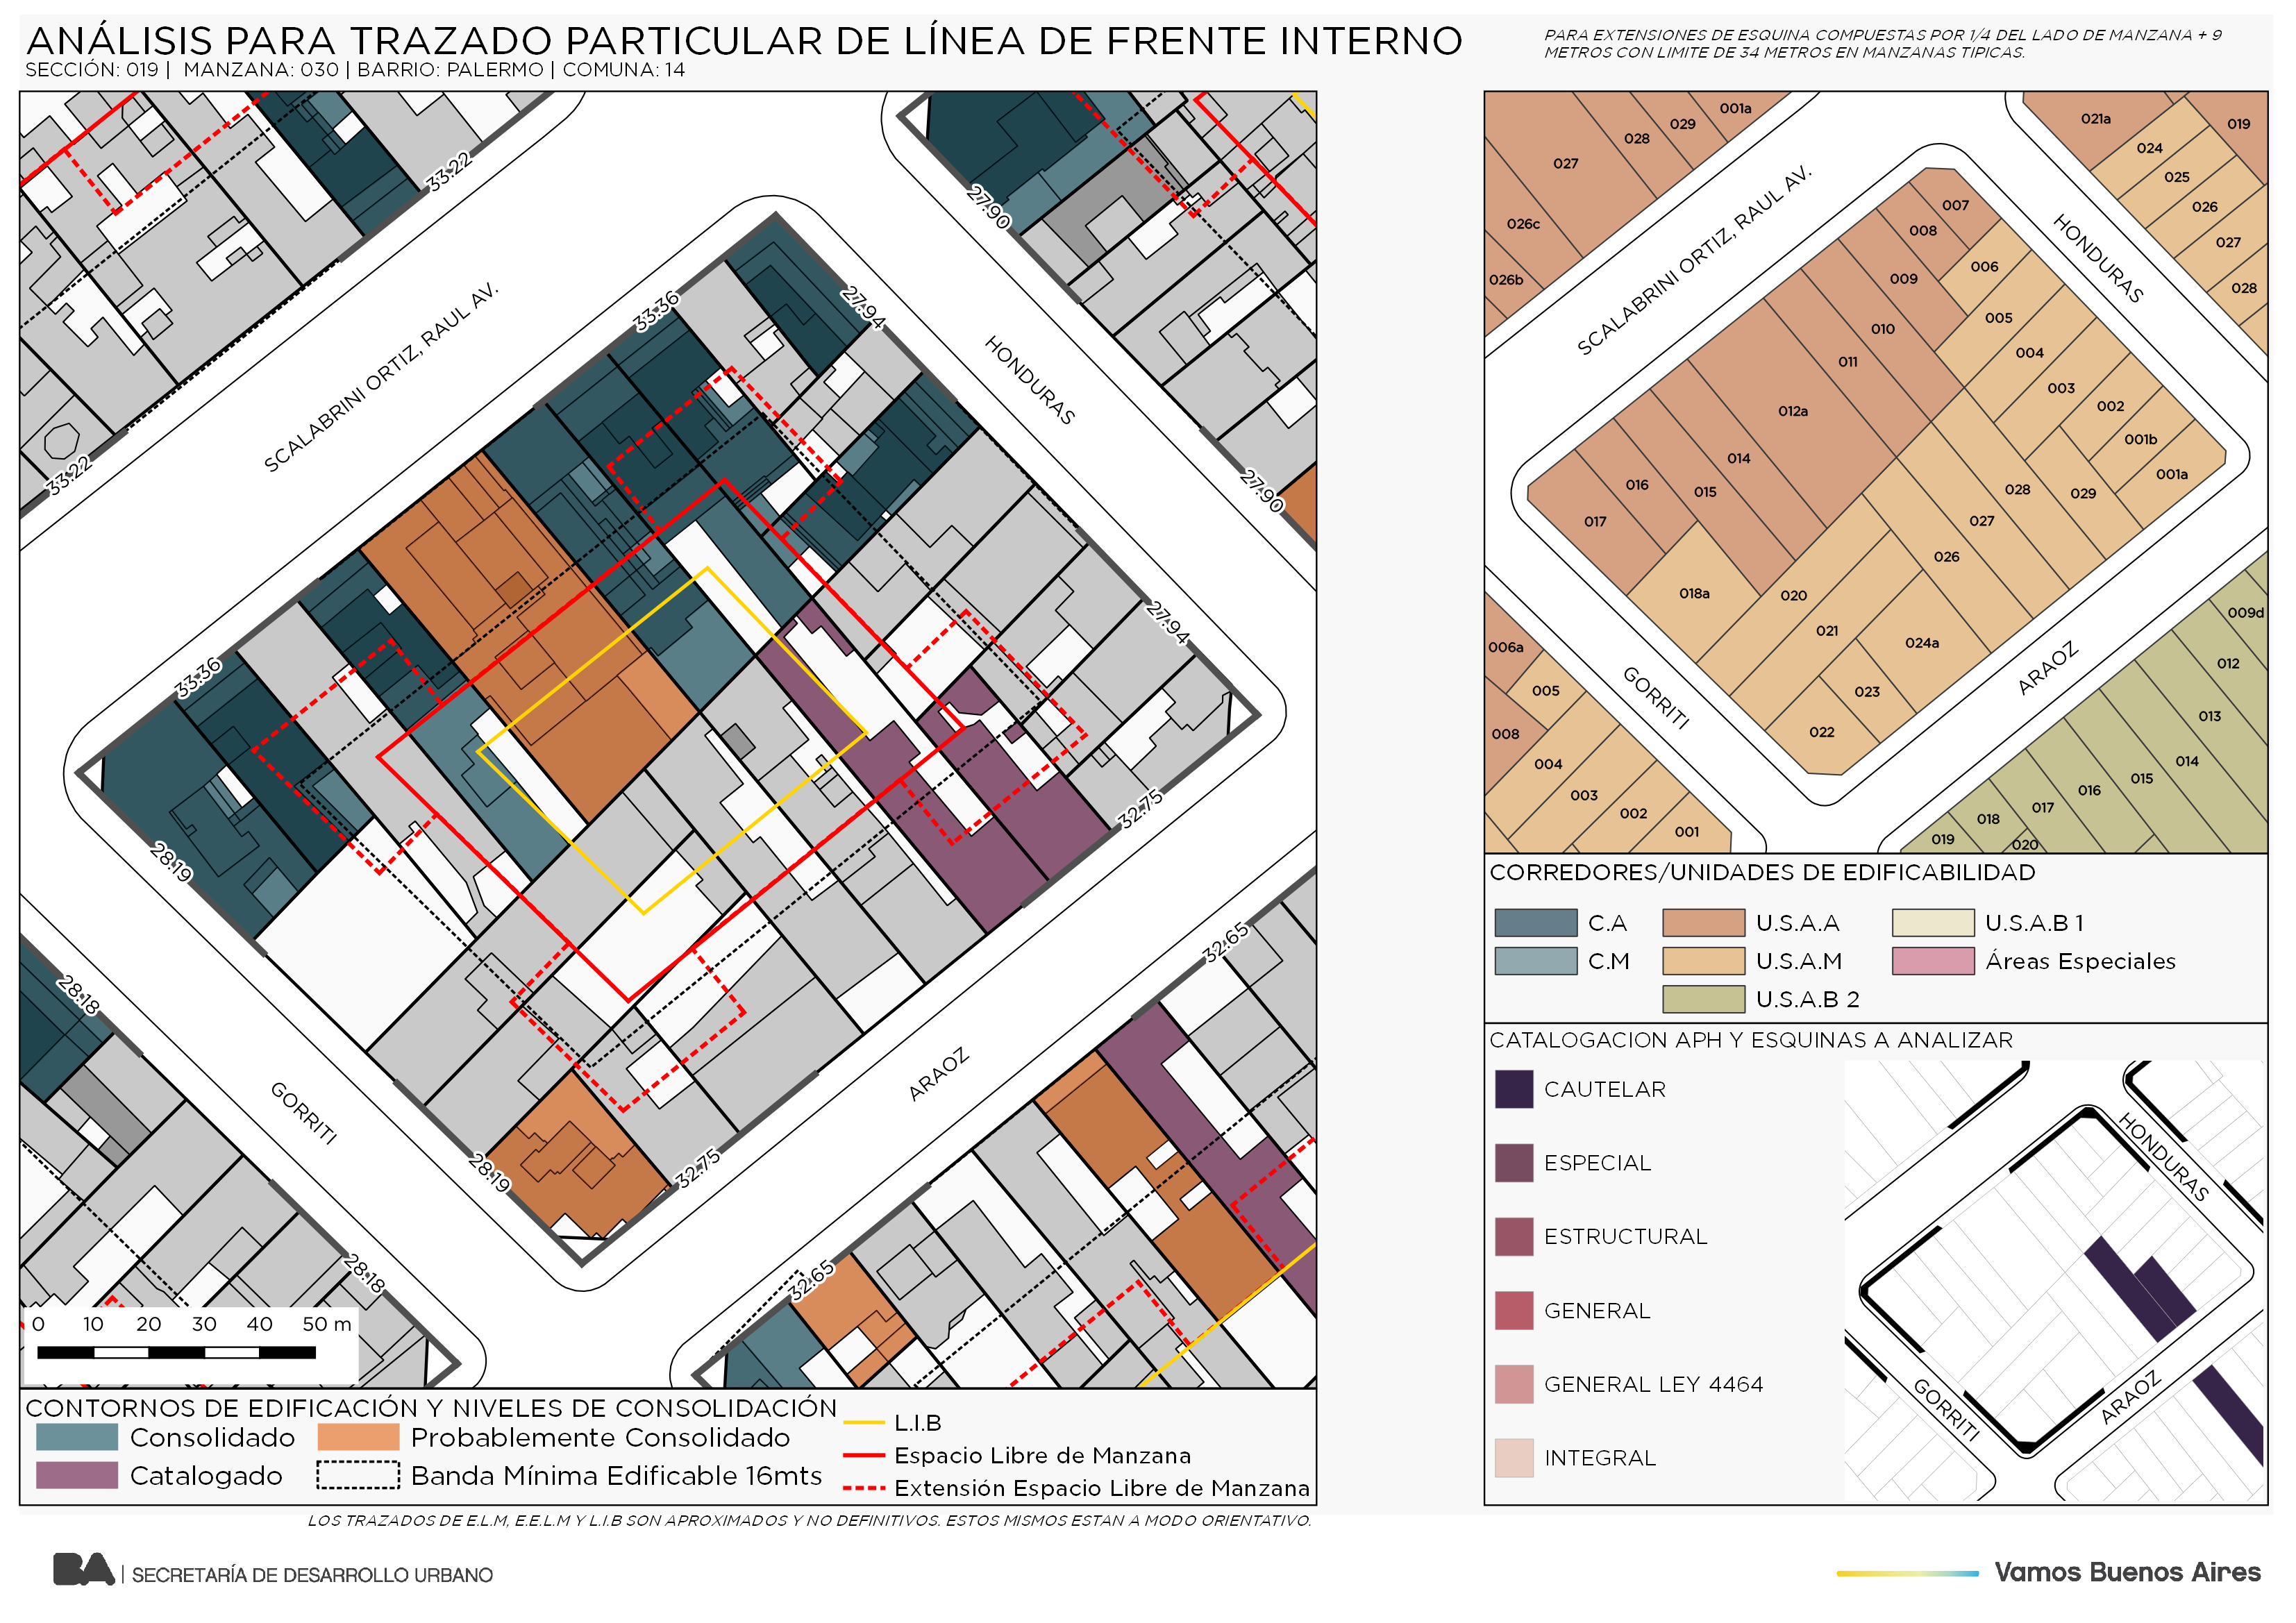 ANÁLISIS PARA TRAZADO PARTICULAR DE LÍNEA DE FRENTE INTERNO
SECCIÓN: 019 | MANZANA: 030 | BARRIO: PALERMO | COMUNA: 14
PARA EXTENSIONES DE ESQUINA COMPUESTAS POR 1/4 DEL LADO DE MANZANA + 9
METROS CON LIMITE DE 34 METROS EN MANZANAS TIPICAS.
33.22
33.22
27.90
27.90
SCALABRINI ORTIZ, RAUL AV.
HONDURAS
33.36
27.94
33.36
27.94
28.19
32.75
28.18
GORRITI
ARAOZ
32.65
28.19
32.75
28.18
32.65
0 10 20 30 40 50 m
CONTORNOS DE EDIFICACIÓN Y NIVELES DE CONSOLIDACIÓN
Consolidado
Probablemente Consolidado
Catalogado
Banda Mínima Edificable 16mts
L.I.B
Espacio Libre de Manzana
Extensión Espacio Libre de Manzana
LOS TRAZADOS DE E.L.M, E.E.L.M Y L.I.B SON APROXIMADOS Y NO DEFINITIVOS. ESTOS MISMOS ESTAN A MODO ORIENTATIVO.
001a
029
028
027
026c
026b
021a
019
024
025
026
027
028
SCALABRINI ORTIZ, RAUL AV.
HONDURAS
007
008
006
009
005
010
004
011
003
002
012a
001b
001a
014
016
015
028
029
017
027
026
018a
020
021
024a
023
022
GORRITI
ARAOZ
006a
005
008
004
003
002
001
009d
012
013
014
015
016
017
018
019
020
CORREDORES/UNIDADES DE EDIFICABILIDAD
C.A
U.S.A.A
U.S.A.B 1
C.M
U.S.A.M
Áreas Especiales
U.S.A.B 2
CATALOGACION APH Y ESQUINAS A ANALIZAR
CAUTELAR
ESPECIAL
ESTRUCTURAL
GENERAL
GENERAL LEY 4464
INTEGRAL
HONDURAS
GORRITI
ARAOZ
BA | SECRETARÍA DE DESARROLLO URBANO
Vamos Buenos Aires